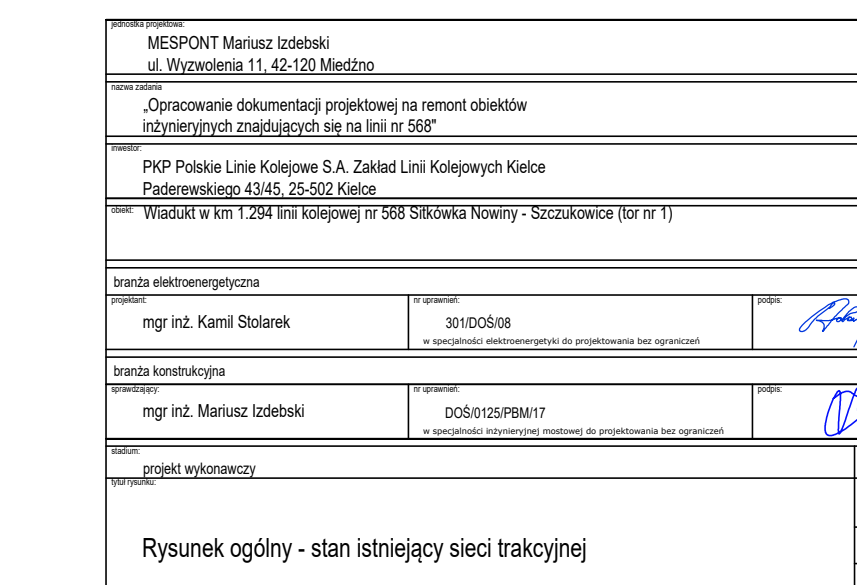 jednostka projektowa:
MESPONT Mariusz Izdebski
ul. Wyzwolenia 11, 42-120 Miedźno
nazwa zadania
„Opracowanie dokumentacji projektowej na remont obiektów
inżynieryjnych znajdujących się na linii nr 568"
inwestor:
PKP Polskie Linie Kolejowe S.A. Zakład Linii Kolejowych Kielce
Paderewskiego 43/45, 25-502 Kielce
obiekt: Wiadukt w km 1.294 linii kolejowej nr 568 Sitkówka Nowiny - Szczukowice (tor nr 1)
branża elektroenergetyczna
projektant: nr uprawnień: podpis:
mgr inż. Kamil Stolarek 301/DOŚ/08
w specjalności elektroenergetyki do projektowania bez ograniczeń
branża konstrukcyjna
sprawdzający: nr uprawnień: podpis:
mgr inż. Mariusz Izdebski DOŚ/0125/PBM/17
w specjalności inżynieryjnej mostowej do projektowania bez ograniczeń
stadium:
projekt wykonawczy
tytuł rysunku:
Rysunek ogólny - stan istniejący sieci trakcyjnej